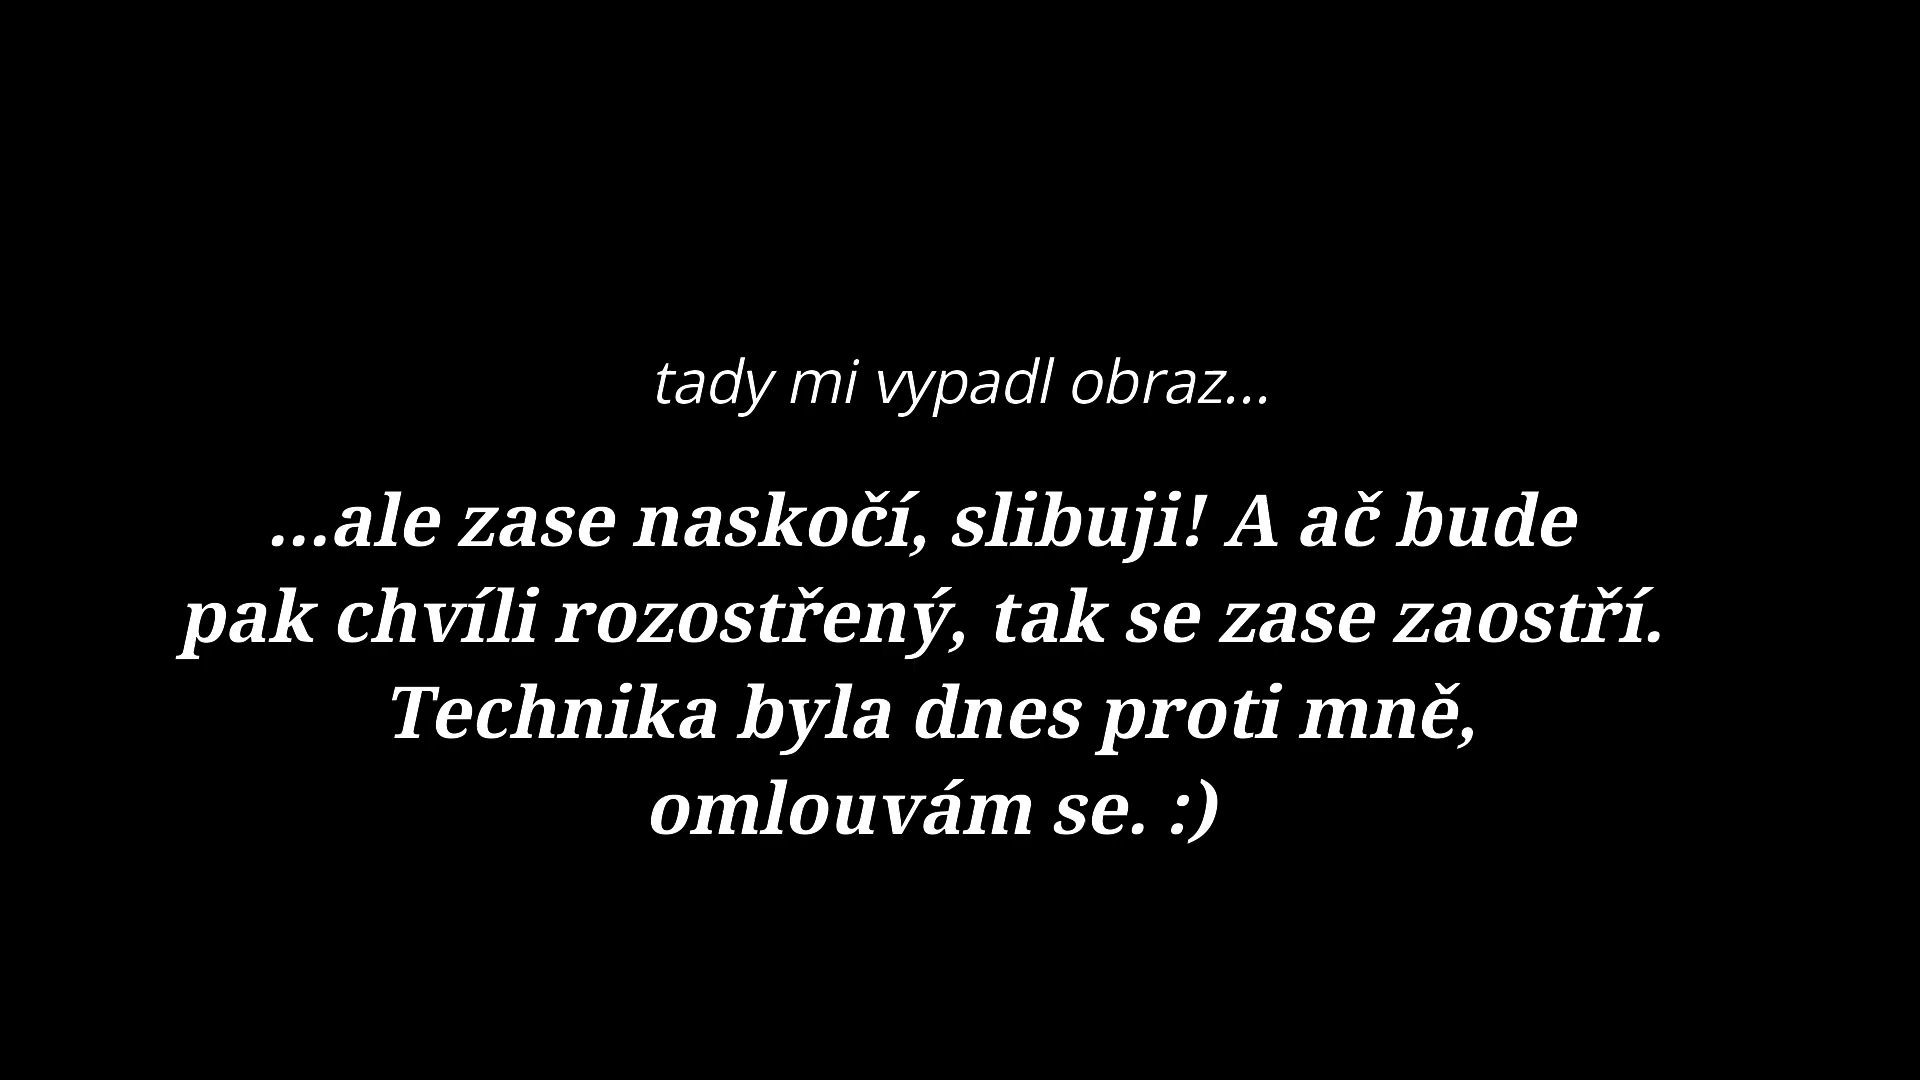 tady mi vypadl obraz...
...ale zase naskočí, slibuji! A ač bude
pak chvíli rozostřený, tak se zase zaostří.
Technika byla dnes proti mně,
omlouvám se. :)